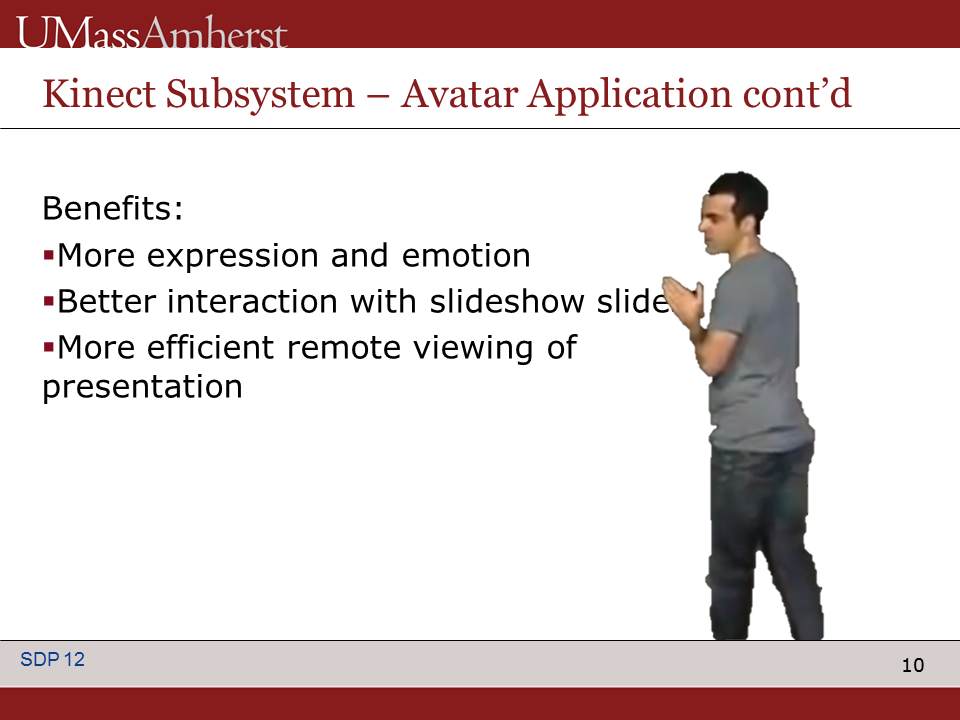 UMassAmherst
Kinect Subsystem – Avatar Application cont’d
Benefits:
▪More expression and emotion
▪Better interaction with slideshow slide
▪More efficient remote viewing of
presentation
SDP 12
10